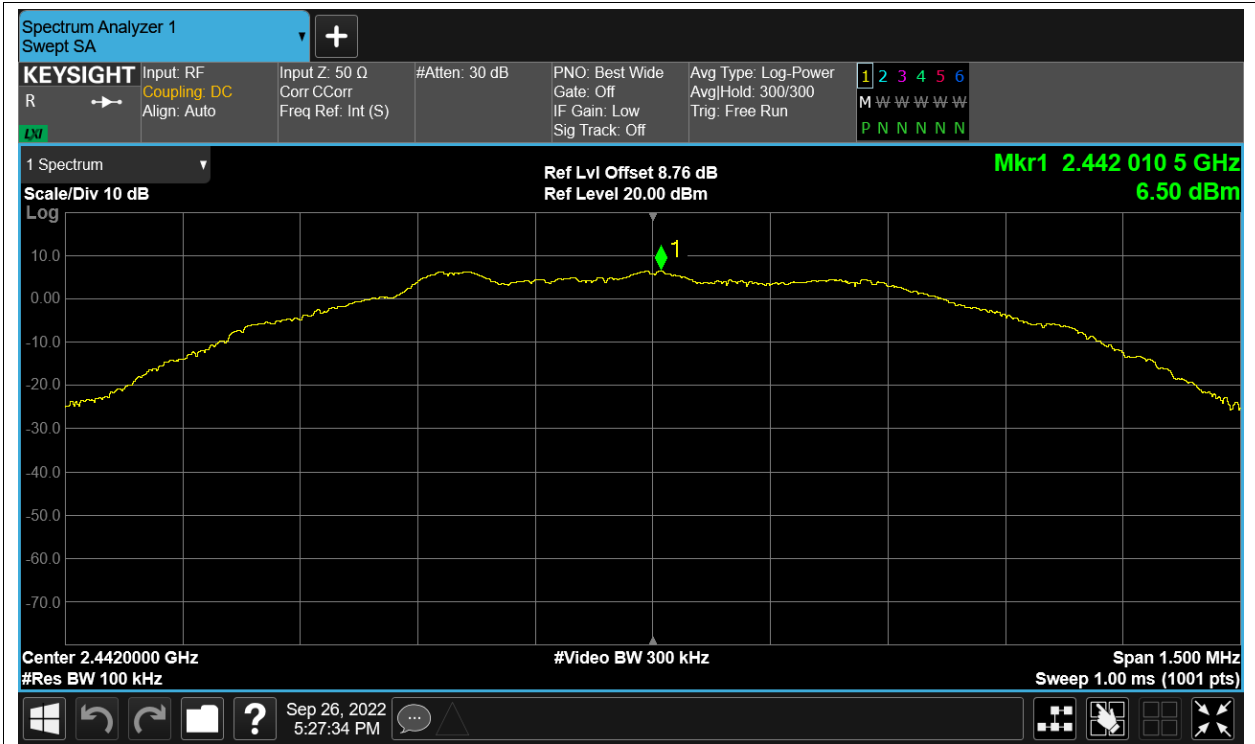 Spectrum Analyzer 1
Swept SA
KEYSIGHT
R
LXI
Input: RF
Coupling: DC
Align: Auto
Input Z: 50 Ω
Corr CCorr
Freq Ref: Int (S)
#Atten: 30 dB
PNO: Best Wide
Gate: Off
IF Gain: Low
Sig Track: Off
Avg Type: Log-Power
Avg|Hold: 300/300
Trig: Free Run
1 2 3 4 5 6
M W W W W W
P N N N N N
1 Spectrum
Scale/Div 10 dB
Log
Ref Lvl Offset 8.76 dB
Ref Level 20.00 dBm
Mkr1 2.442 010 5 GHz
6.50 dBm
1
10.0
0.00
-10.0
-20.0
-30.0
-40.0
-50.0
-60.0
-70.0
Center 2.4420000 GHz
#Res BW 100 kHz
#Video BW 300 kHz
Span 1.500 MHz
Sweep 1.00 ms (1001 pts)
?
Sep 26, 2022
5:27:34 PM